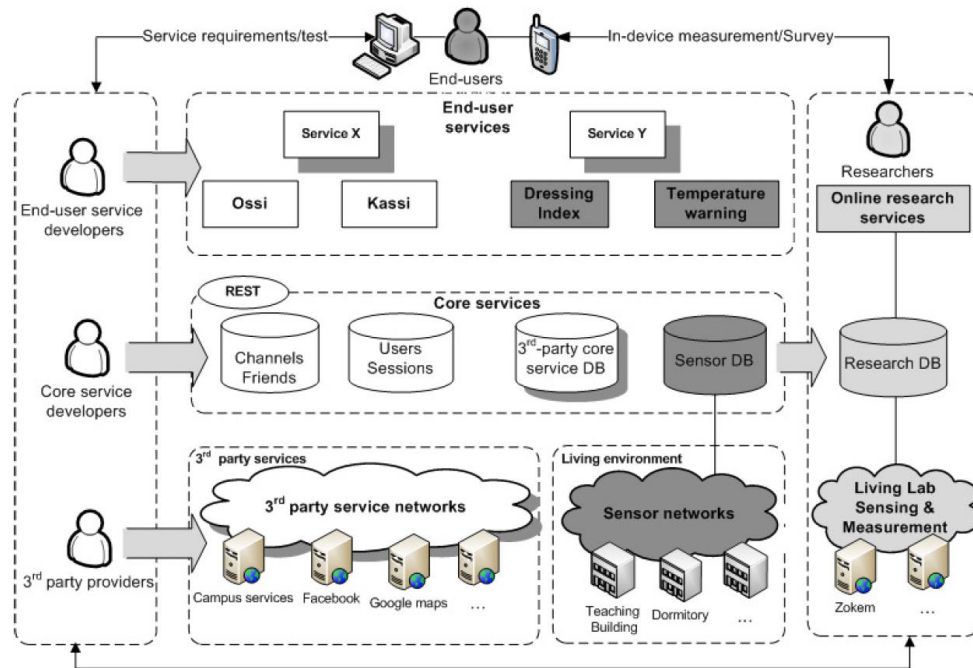 Service requirements/test
In-device measurement/Survey
End-users
End-user
services
Service X
Service Y
Ossi
Kassi
Dressing
Index
Temperature
warning
End-user service
developers
Researchers
Online research
services
REST
Core services
Channels
Friends
Users
Sessions
3rd-party core
service DB
Sensor DB
Research DB
Core service
developers
3rd party services
3rd party service networks
Campus services
Facebook
Google maps
...
3rd party providers
Living environment
Sensor networks
Teaching
Building
Dormitory
...
Living Lab
Sensing &
Measurement
Zokem
...